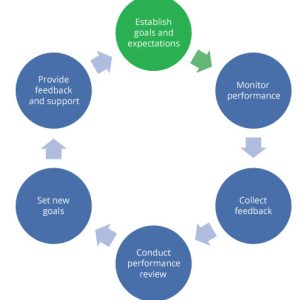 Establish
goals and
expectations
Monitor
performance
Collect
feedback
Conduct
performance
review
Set new
goals
Provide
feedback
and support